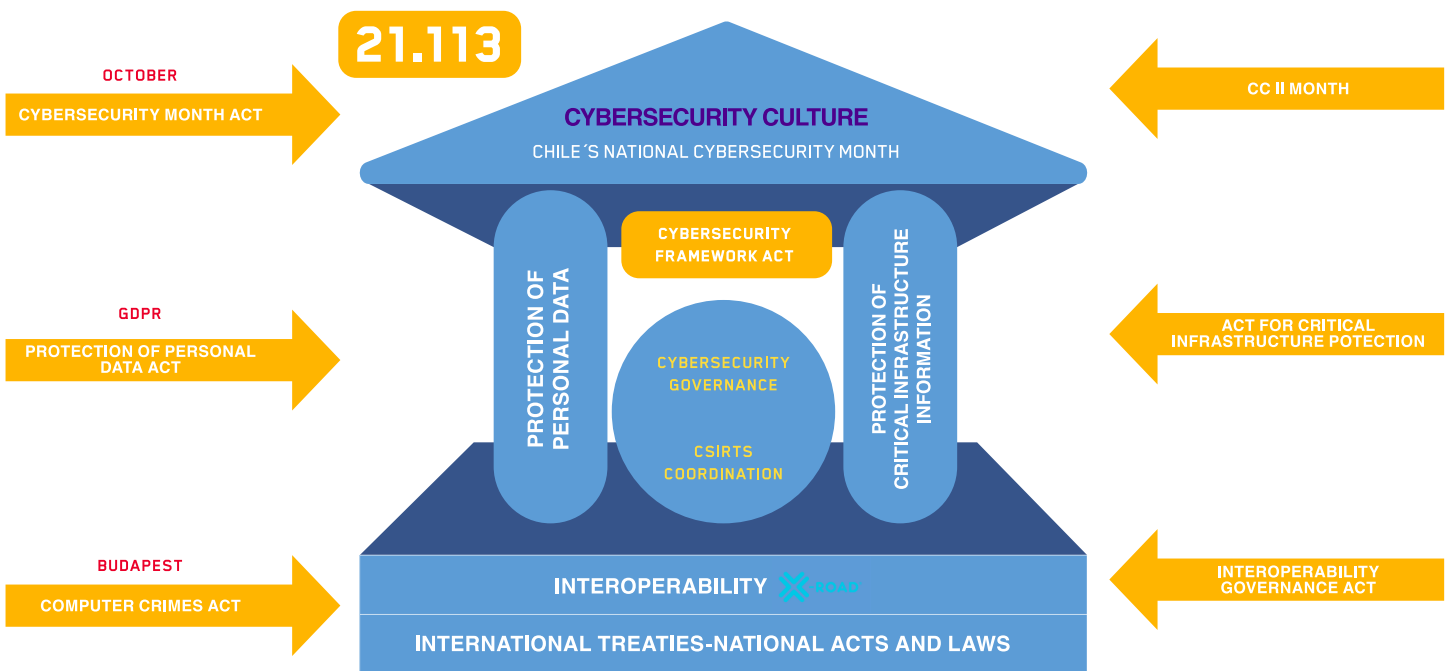 21.113
OCTOBER
CYBERSECURITY MONTH ACT
CC II MONTH
CYBERSECURITY CULTURE
CHILE´S NATIONAL CYBERSECURITY MONTH
CYBERSECURITY
FRAMEWORK ACT
PROTECTION OF
PERSONAL DATA
PROTECTION OF
CRITICAL INFRASTRUCTURE
INFORMATION
GDPR
PROTECTION OF PERSONAL
DATA ACT
ACT FOR CRITICAL
INFRASTRUCTURE POTECTION
CYBERSECURITY
GOVERNANCE
CSIRTS
COORDINATION
BUDAPEST
COMPUTER CRIMES ACT
INTEROPERABILITY
GOVERNANCE ACT
INTEROPERABILITY X ROAD
INTERNATIONAL TREATIES-NATIONAL ACTS AND LAWS